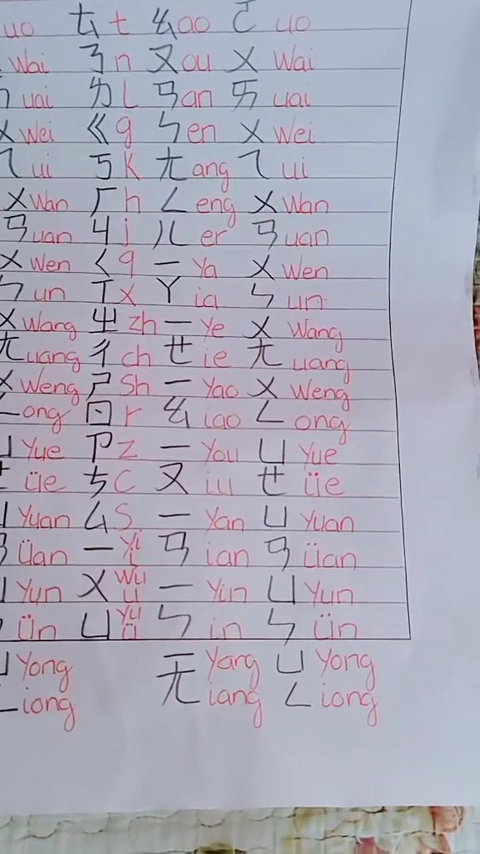 uo ㄊ t ㄠ ao ㄛ uo
Wai ㄋ n ㄡ ou ㄨ Wai
uai ㄌ l ㄢ an ㄞ uai
ㄨ Wei ㄍ g ㄣ en ㄨ Wei
ㄟ ui ㄎ k ㄤ ang ㄟ ui
ㄨ Wan ㄏ h ㄥ eng ㄨ Wan
ㄢ uan ㄐ j ㄦ er ㄢ uan
ㄨ Wen ㄑ q ㄧ Ya ㄨ Wen
ㄣ un ㄒ x ㄚ ia ㄣ un
ㄨ Wang ㄓ zh ㄧ Ye ㄨ Wang
ㄤ uang ㄔ ch ㄝ ie ㄤ uang
ㄨ Weng ㄕ Sh ㄧ Yao ㄨ Weng
ㄥ ong ㄖ r ㄠ iao ㄥ ong
ㄩ Yue ㄗ z ㄧ You ㄩ Yue
ㄝ üe ㄘ c ㄡ iu ㄝ üe
ㄩ Yuan ㄙ S ㄧ Yan ㄩ Yuan
ㄢ üan ㄧ Yi i ㄢ ian ㄢ üan
ㄩ Yun ㄨ Wu u ㄧ Yin ㄩ Yun
ㄣ ün ㄩ Yu ü ㄣ in ㄣ ün
ㄩ Yong ㄧ Yang ㄩ Yong
ㄥ iong ㄤ iang ㄥ iong